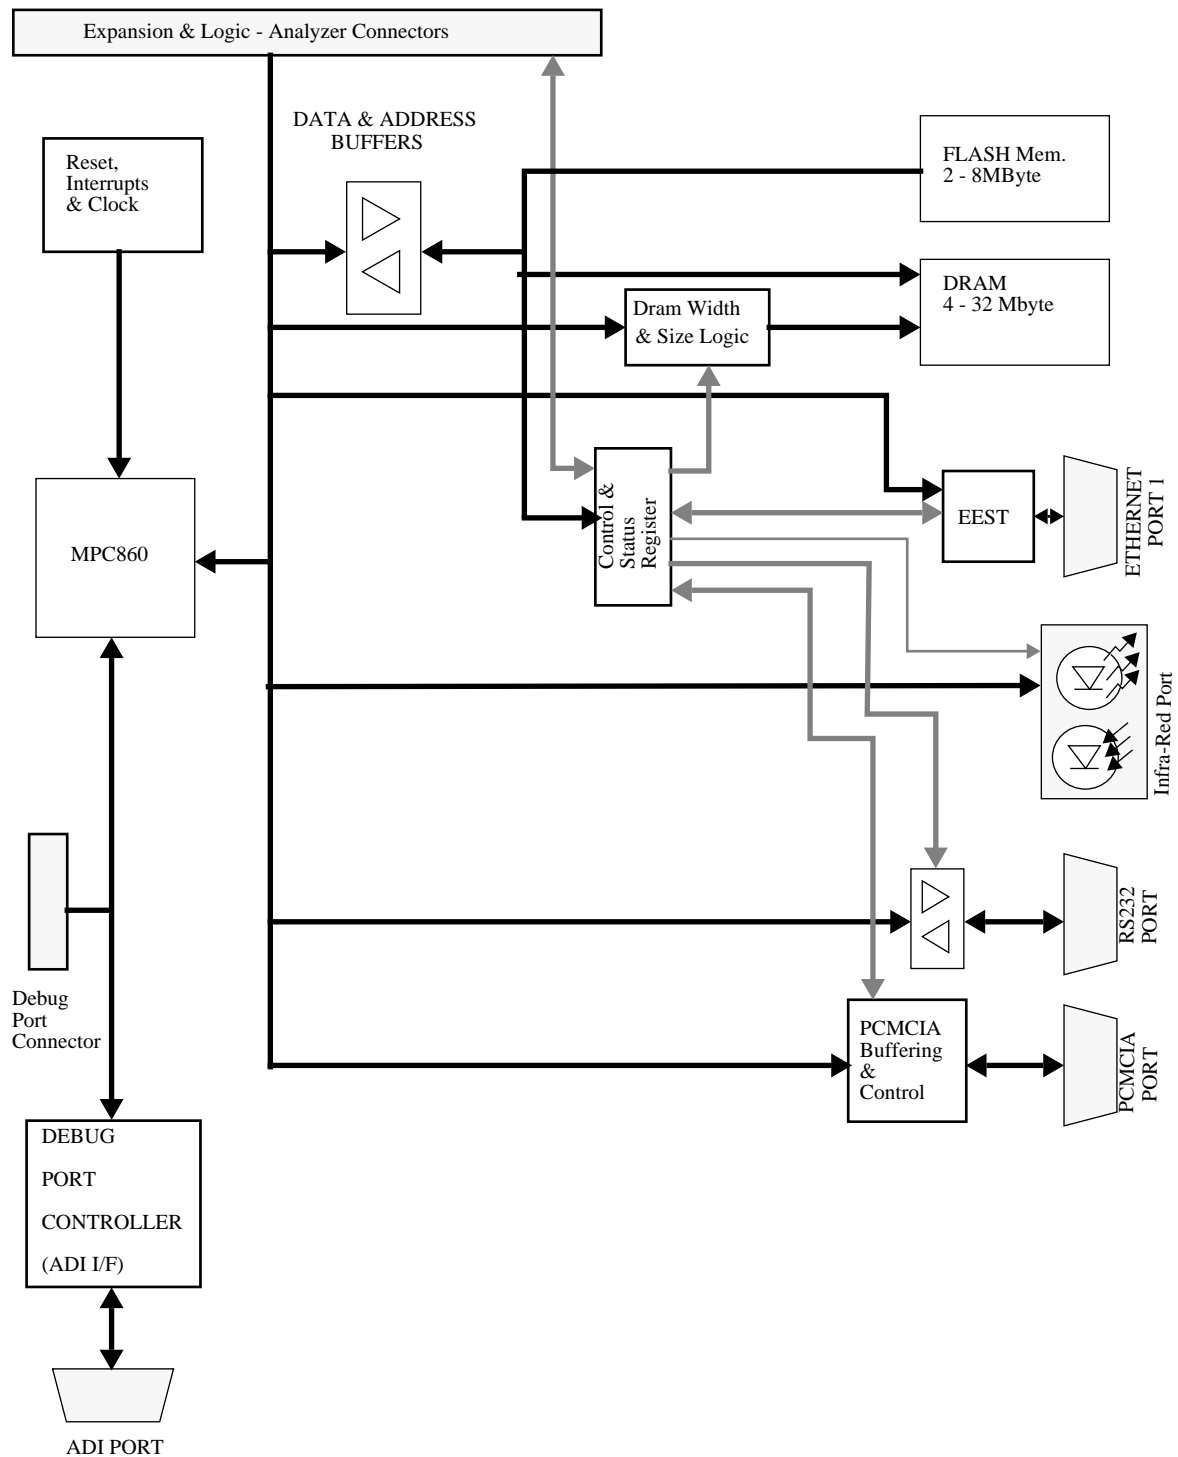 Expansion & Logic - Analyzer Connectors
DATA & ADDRESS
BUFFERS
Reset,
Interrupts
& Clock
FLASH Mem.
2 - 8MByte
DRAM
4 - 32 Mbyte
Dram Width
& Size Logic
Control &
Status
Register
EEST
ETHERNET
PORT 1
MPC860
Infra-Red Port
RS232
PORT
Debug
Port
Connector
PCMCIA
Buffering
&
Control
PCMCIA
PORT
DEBUG
PORT
CONTROLLER
(ADI I/F)
ADI PORT